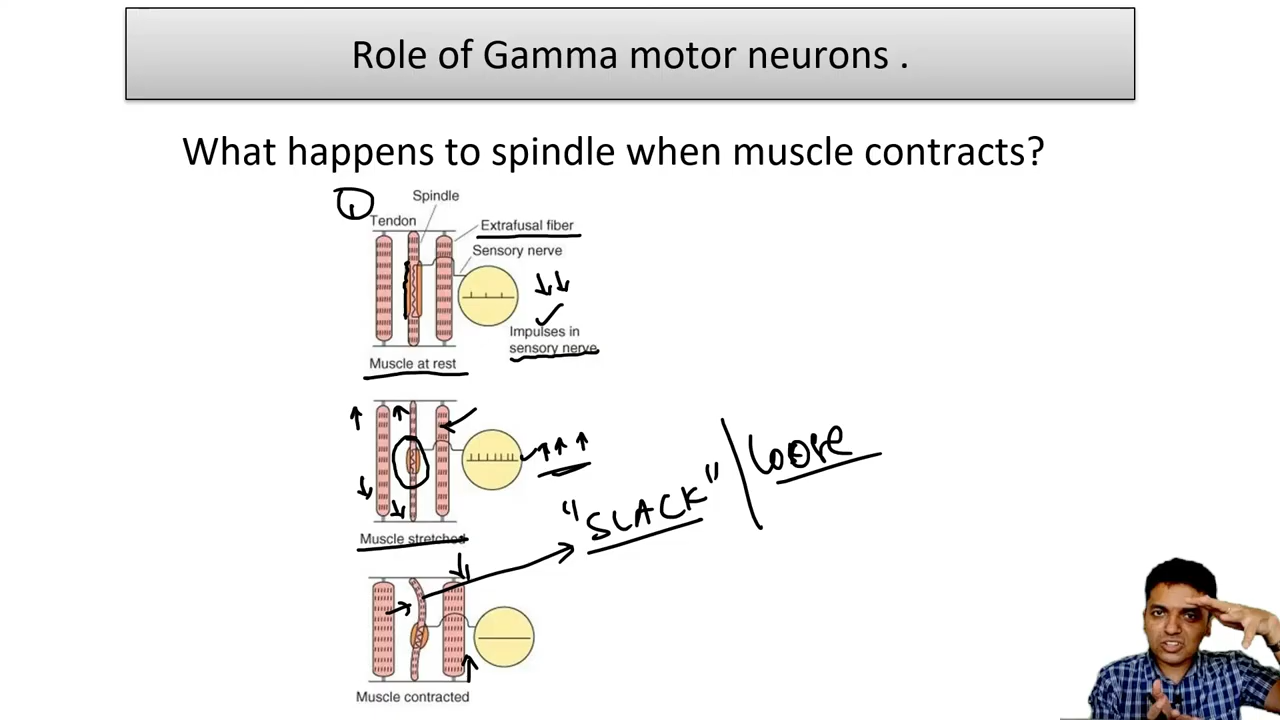 Role of Gamma motor neurons .
What happens to spindle when muscle contracts?
1
Spindle
Tendon
Extrafusal fiber
Sensory nerve
↓↓
Impulses in
sensory nerve
Muscle at rest
↑↑↑
"SLACK" / loose
Muscle stretched
Muscle contracted